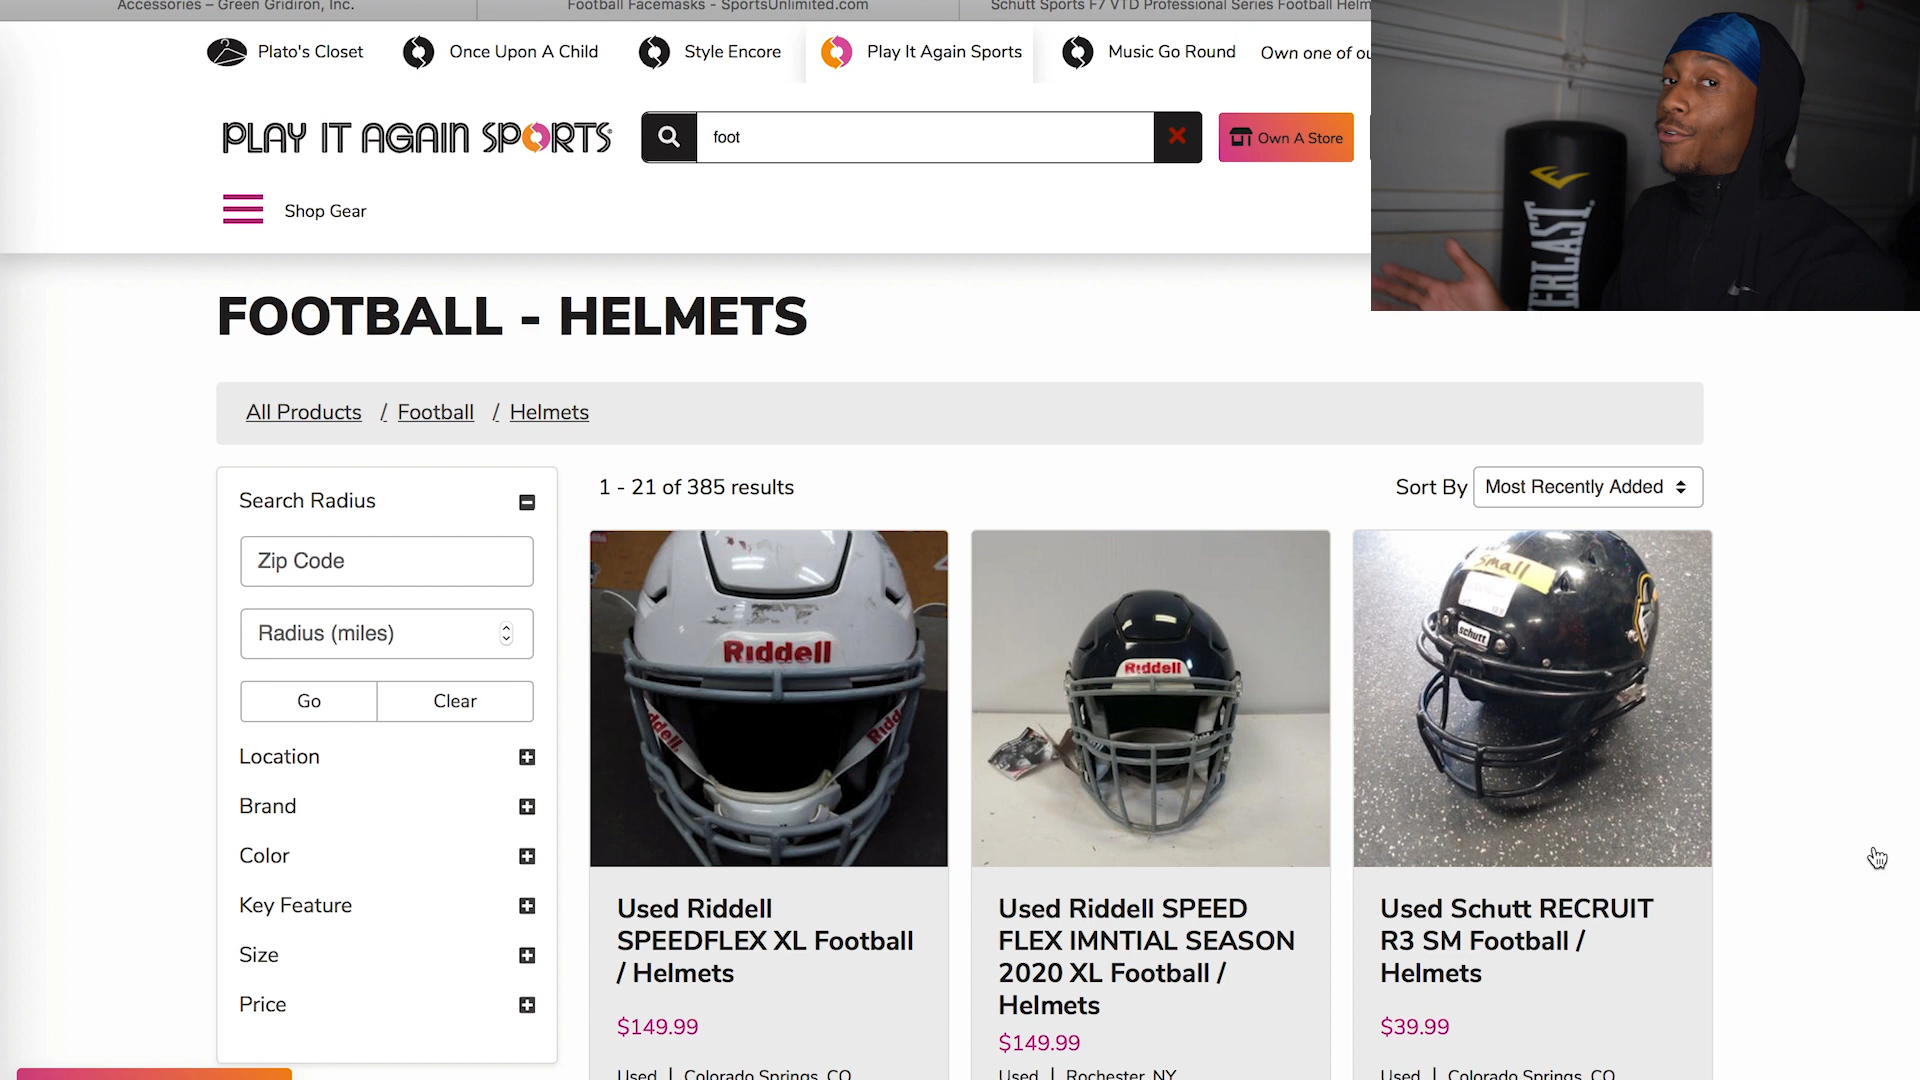 Accessories – Green Gridiron, Inc.
Football Facemasks - SportsUnlimited.com
Schutt Sports F7 VTD Professional Series Football Helm
Plato's Closet
Once Upon A Child
Style Encore
Play It Again Sports
Music Go Round
Own one of ou
PLAY IT AGAIN SPORTS
foot
Own A Store
EVERLAST
Shop Gear
FOOTBALL - HELMETS
All Products / Football / Helmets
Search Radius
1 - 21 of 385 results
Sort By Most Recently Added
Zip Code
Radius (miles)
Go
Clear
Location
Brand
Color
Key Feature
Size
Price
Riddell
Riddell
Ridd
Riddell
small
schutt
Used Riddell
SPEEDFLEX XL Football
/ Helmets
$149.99
Used | Colorado Springs, CO
Used Riddell SPEED
FLEX IMNTIAL SEASON
2020 XL Football /
Helmets
$149.99
Used | Rochester, NY
Used Schutt RECRUIT
R3 SM Football /
Helmets
$39.99
Used | Colorado Springs, CO